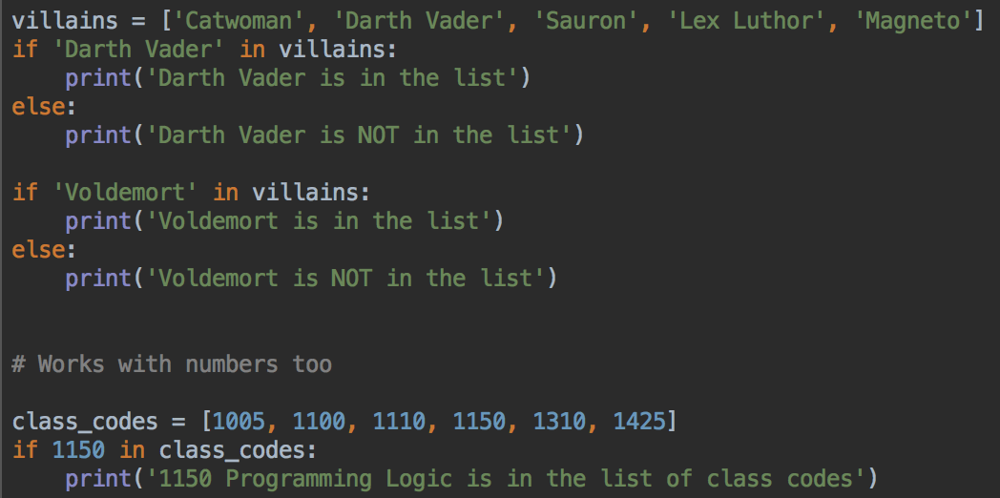 villains = ['Catwoman', 'Darth Vader', 'Sauron', 'Lex Luthor', 'Magneto']
if 'Darth Vader' in villains:
    print('Darth Vader is in the list')
else:
    print('Darth Vader is NOT in the list')

if 'Voldemort' in villains:
    print('Voldemort is in the list')
else:
    print('Voldemort is NOT in the list')

# Works with numbers too

class_codes = [1005, 1100, 1110, 1150, 1310, 1425]
if 1150 in class_codes:
    print('1150 Programming Logic is in the list of class codes')